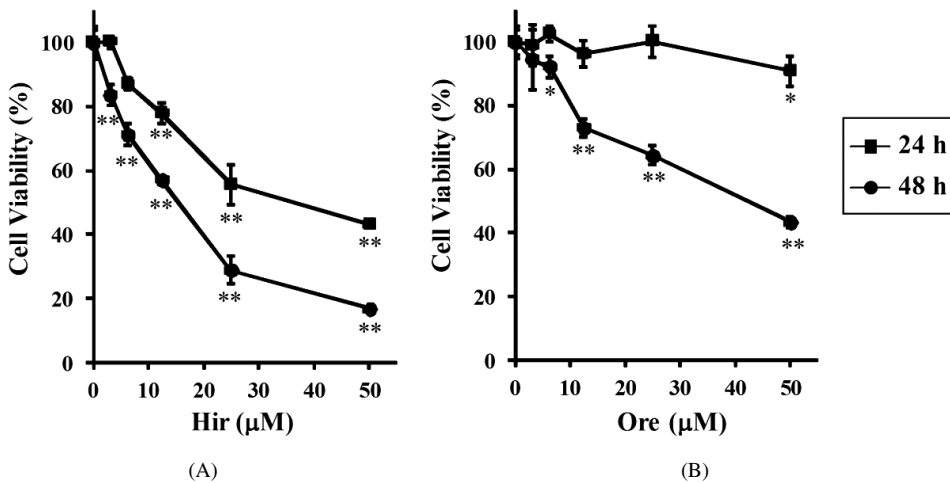 Cell Viability (%)
100
80
60
40
20
0
** ** ** ** **
** ** ** **
0 10 20 30 40 50
Hir (μM)
(A)
Cell Viability (%)
100
80
60
40
20
0
* ** ** **
*
0 10 20 30 40 50
Ore (μM)
(B)
24 h
48 h